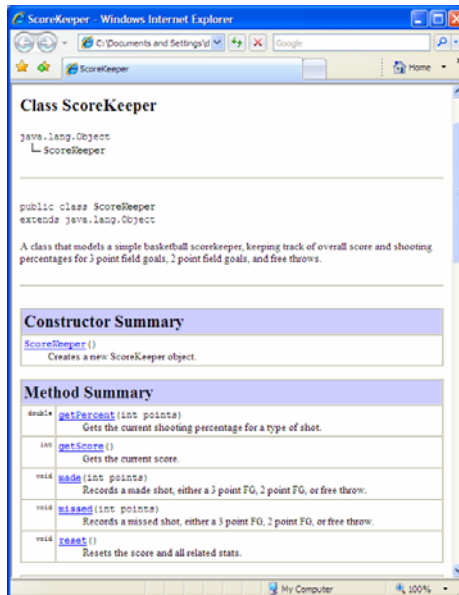 ScoreKeeper - Windows Internet Explorer
C:\Documents and Settings\d
Google
ScoreKeeper
Home
Class ScoreKeeper
java.lang.Object
ScoreKeeper
public class ScoreKeeper
extends java.lang.Object
A class that models a simple basketball scorekeeper, keeping track of overall score and shooting
percentages for 3 point field goals, 2 point field goals, and free throws.
Constructor Summary
ScoreKeeper()
Creates a new ScoreKeeper object.
Method Summary
double getPercent(int points)
Gets the current shooting percentage for a type of shot.
int getScore()
Gets the current score.
void made(int points)
Records a made shot, either a 3 point FG, 2 point FG, or free throw.
void missed(int points)
Records a missed shot, either a 3 point FG, 2 point FG, or free throw.
void reset()
Resets the score and all related stats.
My Computer
100%